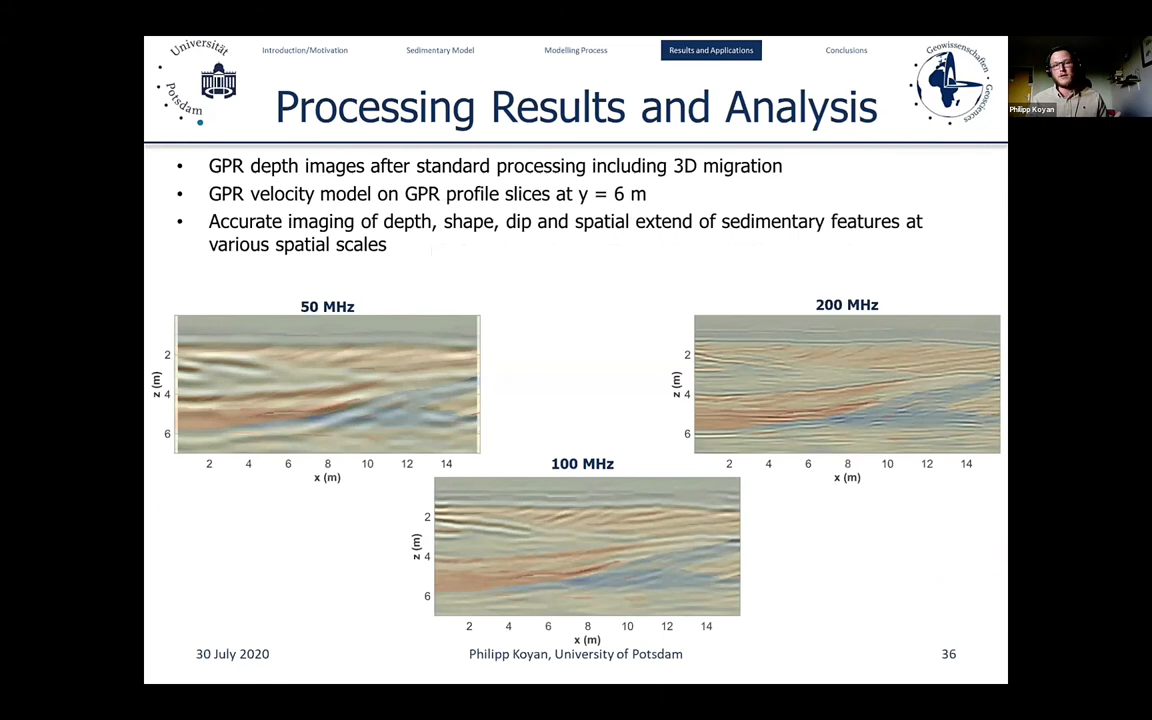 Universität
Potsdam
Introduction/Motivation
Sedimentary Model
Modelling Process
Results and Applications
Conclusions
Geowissenschaften
Geosciences
Philipp Koyan
Processing Results and Analysis
• GPR depth images after standard processing including 3D migration
• GPR velocity model on GPR profile slices at y = 6 m
• Accurate imaging of depth, shape, dip and spatial extend of sedimentary features at
various spatial scales
50 MHz
z (m)
2
4
6
2 4 6 8 10 12 14
x (m)
200 MHz
z (m)
2
4
6
2 4 6 8 10 12 14
x (m)
100 MHz
z (m)
2
4
6
2 4 6 8 10 12 14
x (m)
30 July 2020
Philipp Koyan, University of Potsdam
36